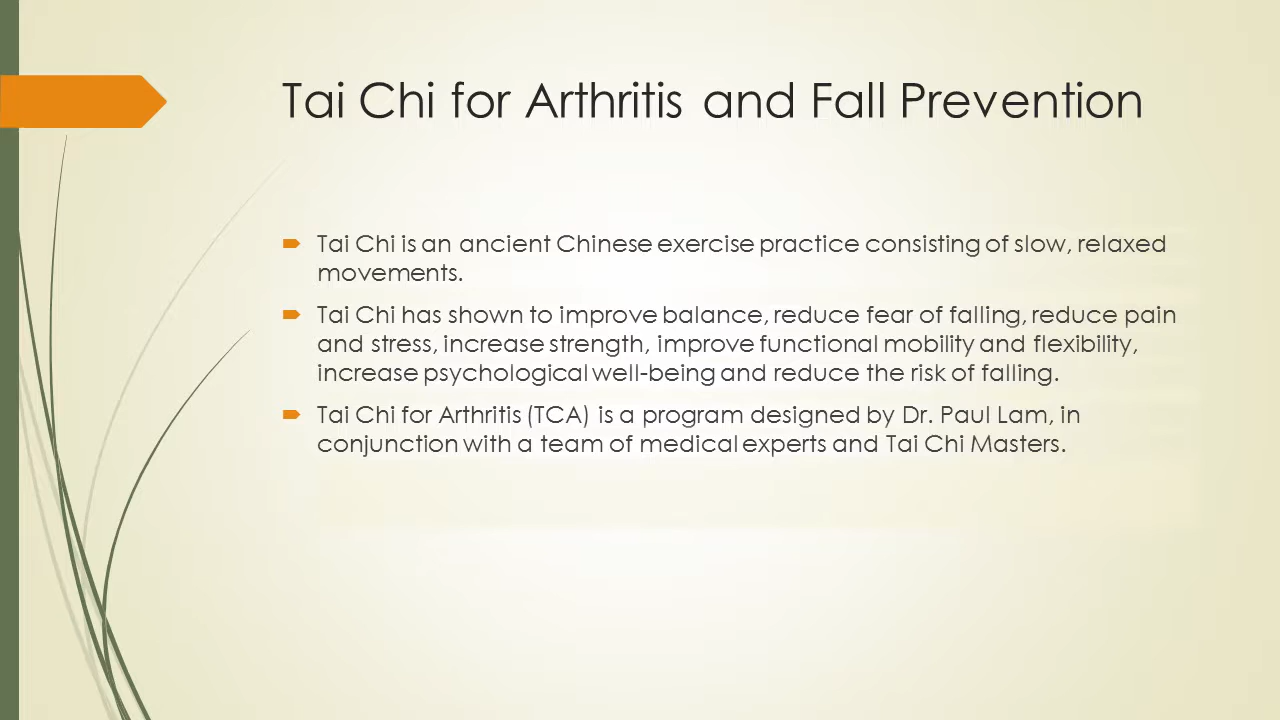 Tai Chi for Arthritis and Fall Prevention
Tai Chi is an ancient Chinese exercise practice consisting of slow, relaxed
movements.
Tai Chi has shown to improve balance, reduce fear of falling, reduce pain
and stress, increase strength, improve functional mobility and flexibility,
increase psychological well-being and reduce the risk of falling.
Tai Chi for Arthritis (TCA) is a program designed by Dr. Paul Lam, in
conjunction with a team of medical experts and Tai Chi Masters.